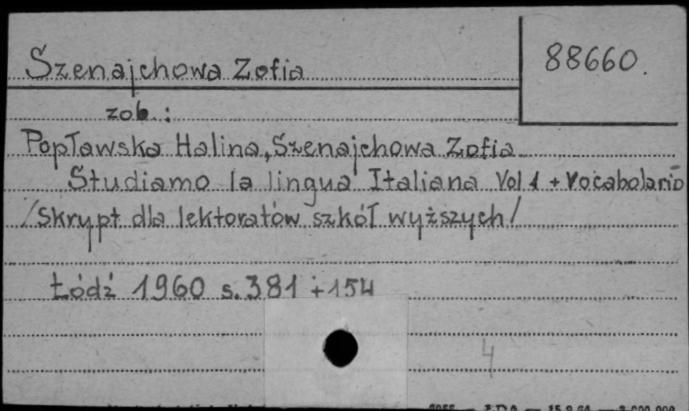 Szenajchowa Zofia
88660.
zob.:
Popławska Halina, Szenajchowa Zofia
Studiamo la lingua Italiana Vol 1 + Vocabolario
/Skrypt dla lektoratów szkół wyższych/
Łódź 1960 s. 381 + 154
4